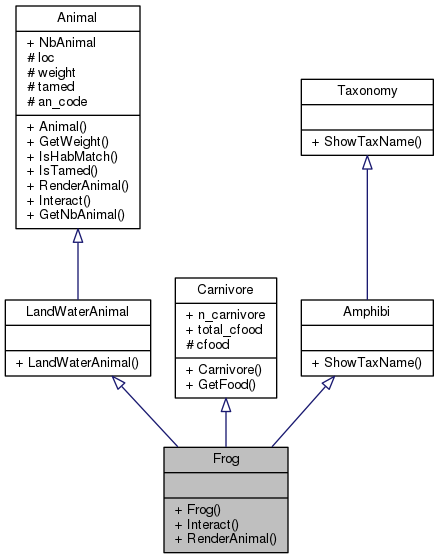 Animal
+ NbAnimal
# loc
# weight
# tamed
# an_code
+ Animal()
+ GetWeight()
+ IsHabMatch()
+ IsTamed()
+ RenderAnimal()
+ Interact()
+ GetNbAnimal()
Taxonomy
+ ShowTaxName()
LandWaterAnimal
+ LandWaterAnimal()
Carnivore
+ n_carnivore
+ total_cfood
# cfood
+ Carnivore()
+ GetFood()
Amphibi
+ ShowTaxName()
Frog
+ Frog()
+ Interact()
+ RenderAnimal()